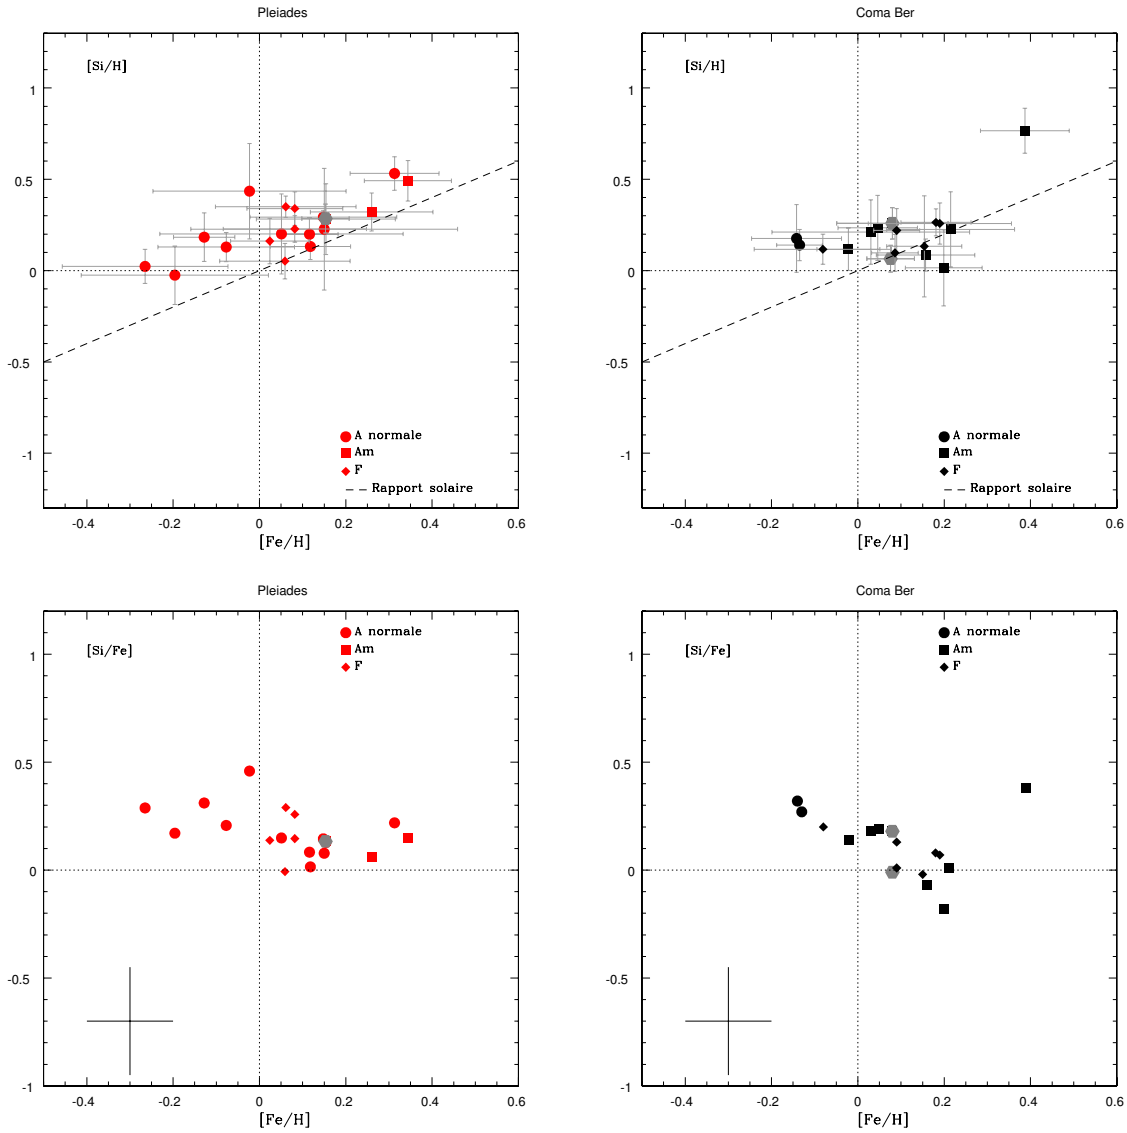 Pleiades
[Si/H]
1
0.5
0
-0.5
-1
A normale
Am
F
Rapport solaire
-0.4 -0.2 0 0.2 0.4 0.6
[Fe/H]
Coma Ber
[Si/H]
1
0.5
0
-0.5
-1
A normale
Am
F
Rapport solaire
-0.4 -0.2 0 0.2 0.4 0.6
[Fe/H]
Pleiades
[Si/Fe]
A normale
Am
F
1
0.5
0
-0.5
-1
-0.4 -0.2 0 0.2 0.4 0.6
[Fe/H]
Coma Ber
[Si/Fe]
A normale
Am
F
1
0.5
0
-0.5
-1
-0.4 -0.2 0 0.2 0.4 0.6
[Fe/H]